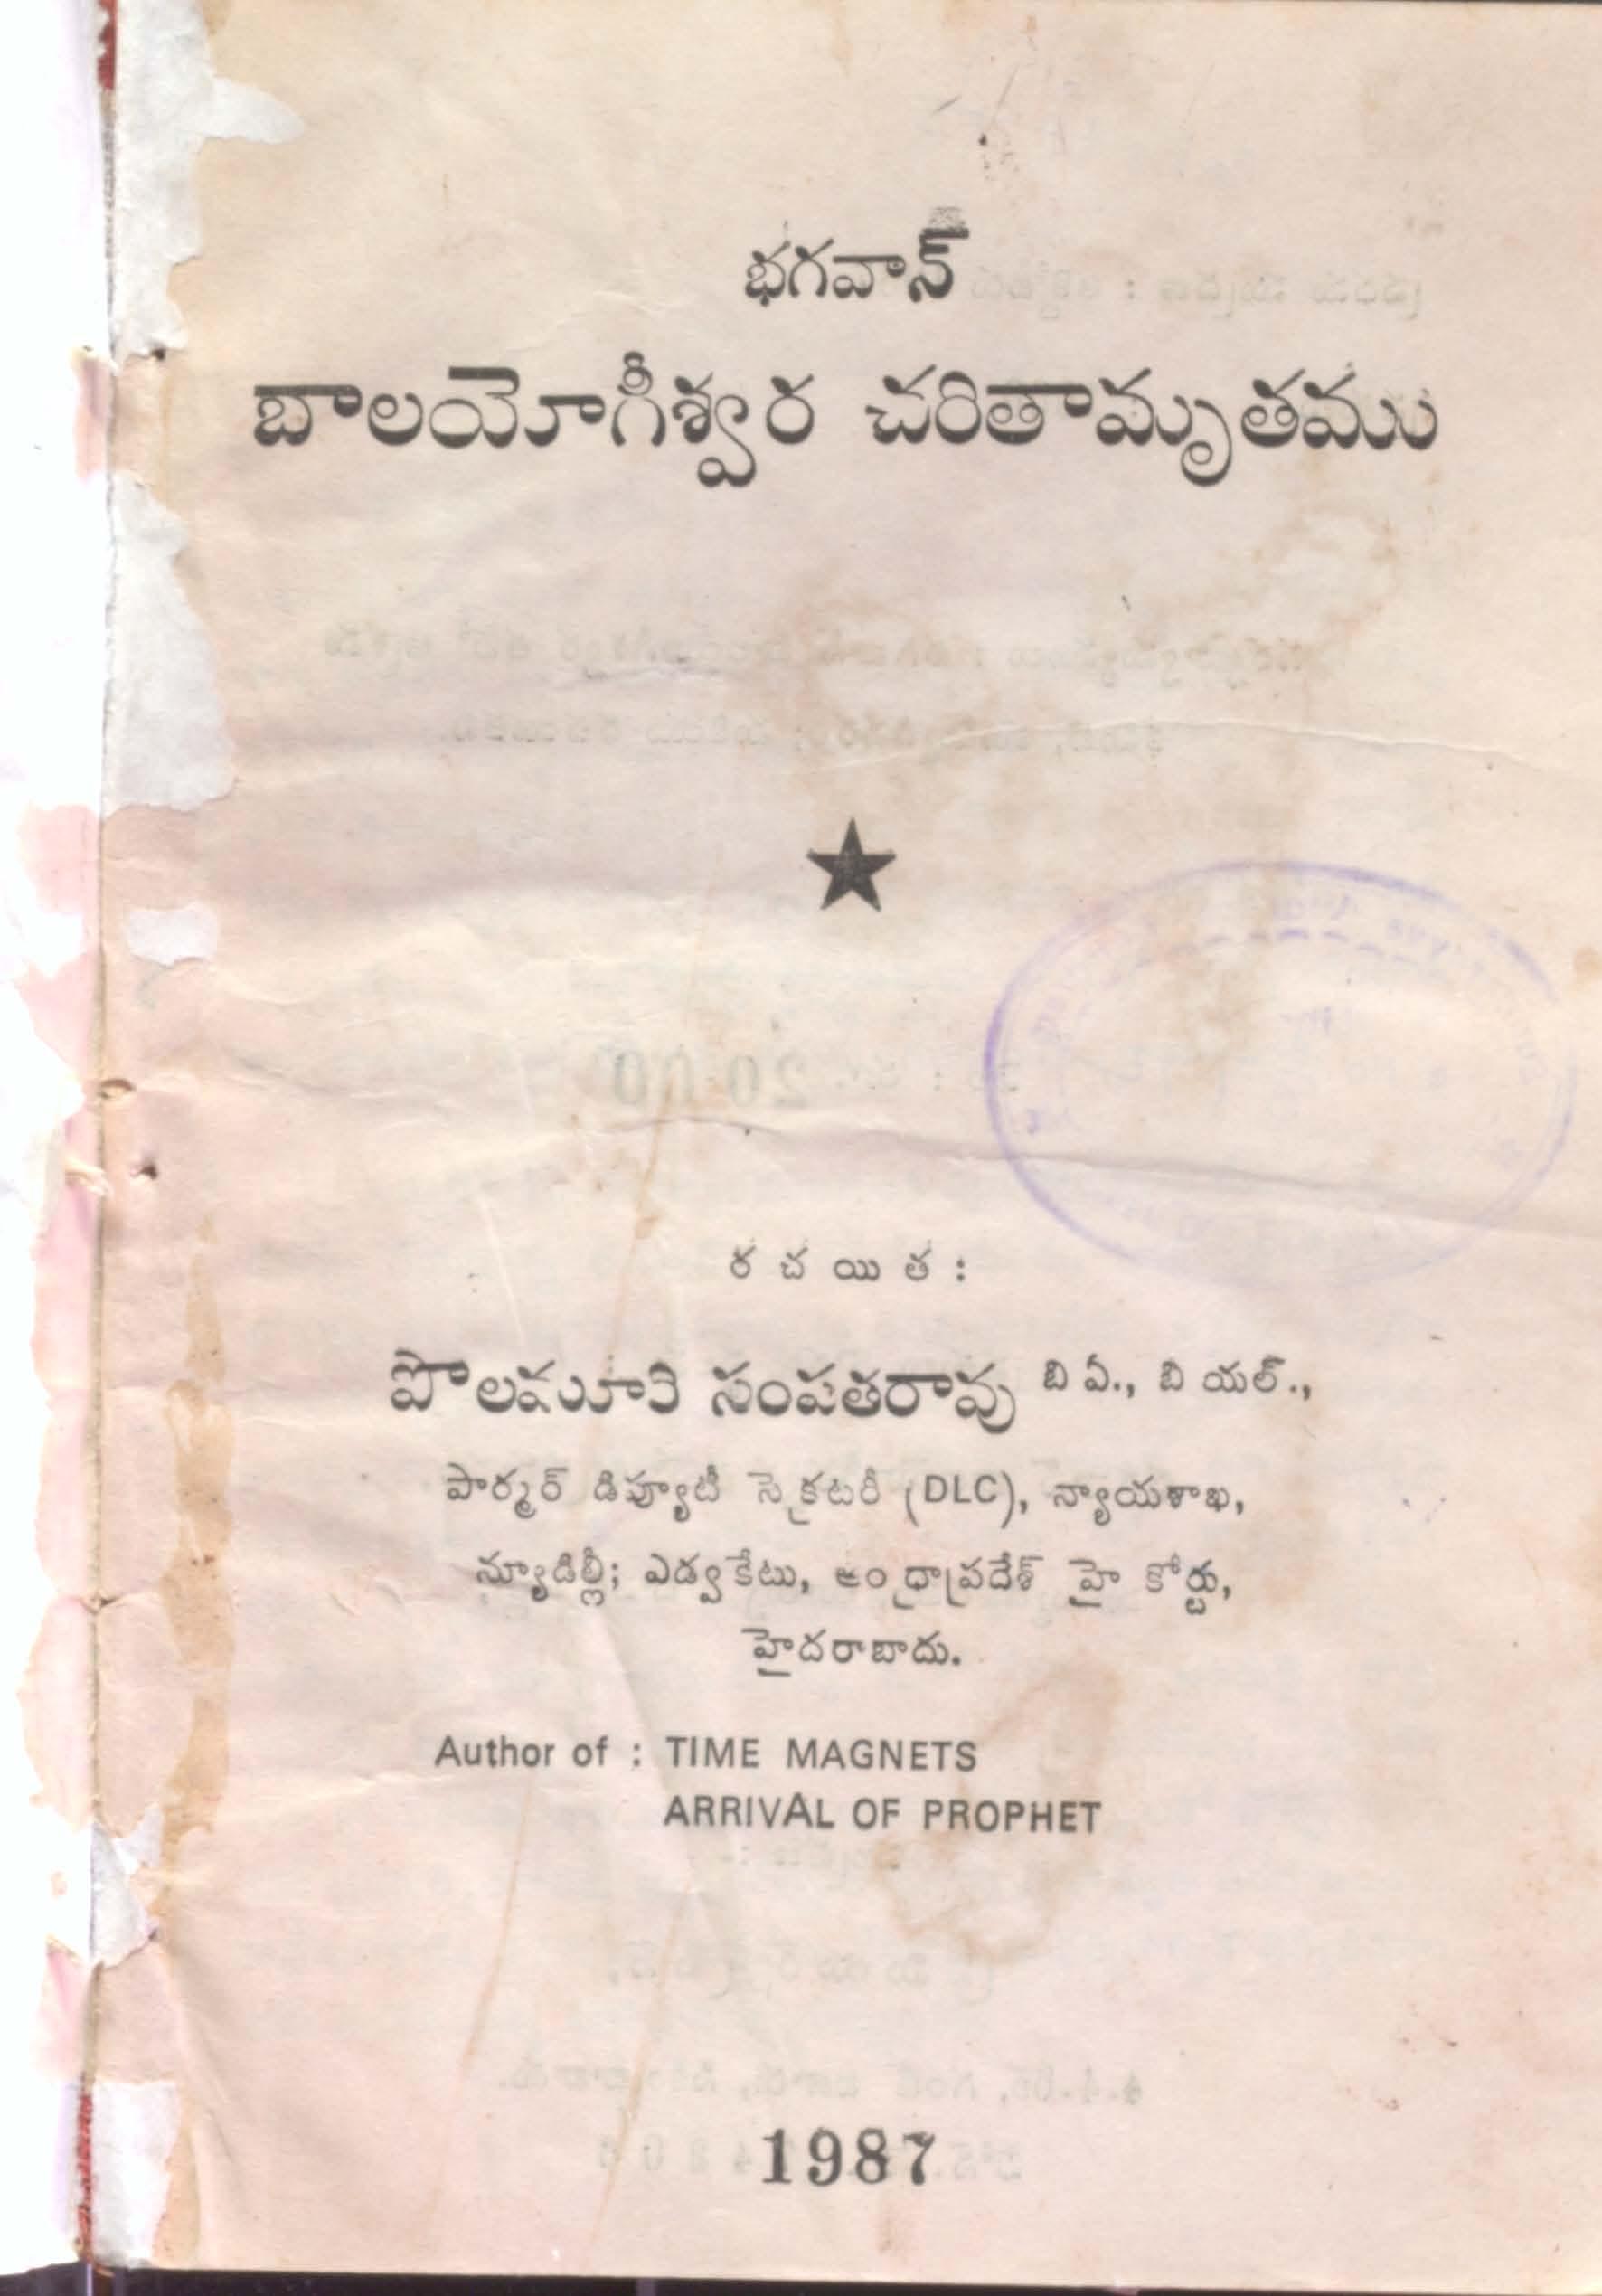 భగవాన్
బాలయోగీశ్వర చరితామృతము
★
ర చ యి త :
పొలమూరి సంపతరావు బి ఏ., బి యల్.,
పార్మర్ డిప్యూటీ సెక్రటరీ (DLC), న్యాయశాఖ,
న్యూడిల్లీ; ఎడ్వకేటు, ఆంధ్రాప్రదేశ్ హై కోర్టు,
హైదరాబాదు.
Author of : TIME MAGNETS
ARRIVAL OF PROPHET
1987